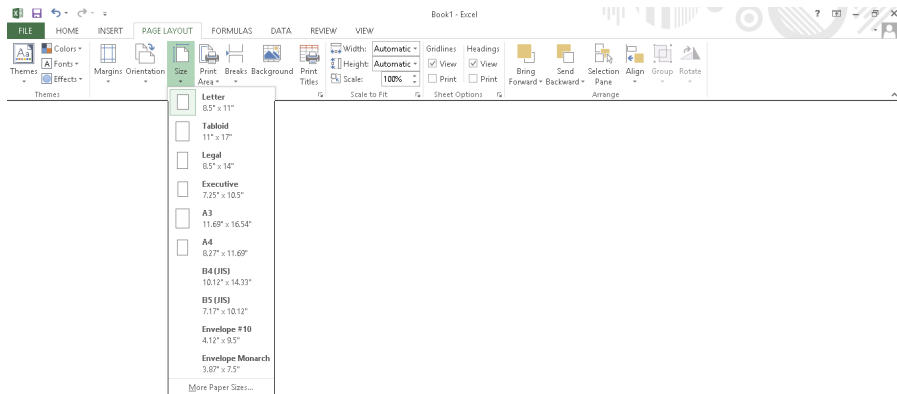 Book1 - Excel
FILE HOME INSERT PAGE LAYOUT FORMULAS DATA REVIEW VIEW
Colors Width: Automatic Gridlines Headings
Fonts Height: Automatic View View
Themes Effects Margins Orientation Size Print Area Breaks Background Print Titles Scale: 100% Print Print Bring Forward Send Backward Selection Pane Align Group Rotate
Themes Scale to Fit Sheet Options Arrange
Letter
8.5" x 11"
Tabloid
11" x 17"
Legal
8.5" x 14"
Executive
7.25" x 10.5"
A3
11.69" x 16.54"
A4
8.27" x 11.69"
B4 (JIS)
10.12" x 14.33"
B5 (JIS)
7.17" x 10.12"
Envelope #10
4.12" x 9.5"
Envelope Monarch
3.87" x 7.5"
More Paper Sizes...